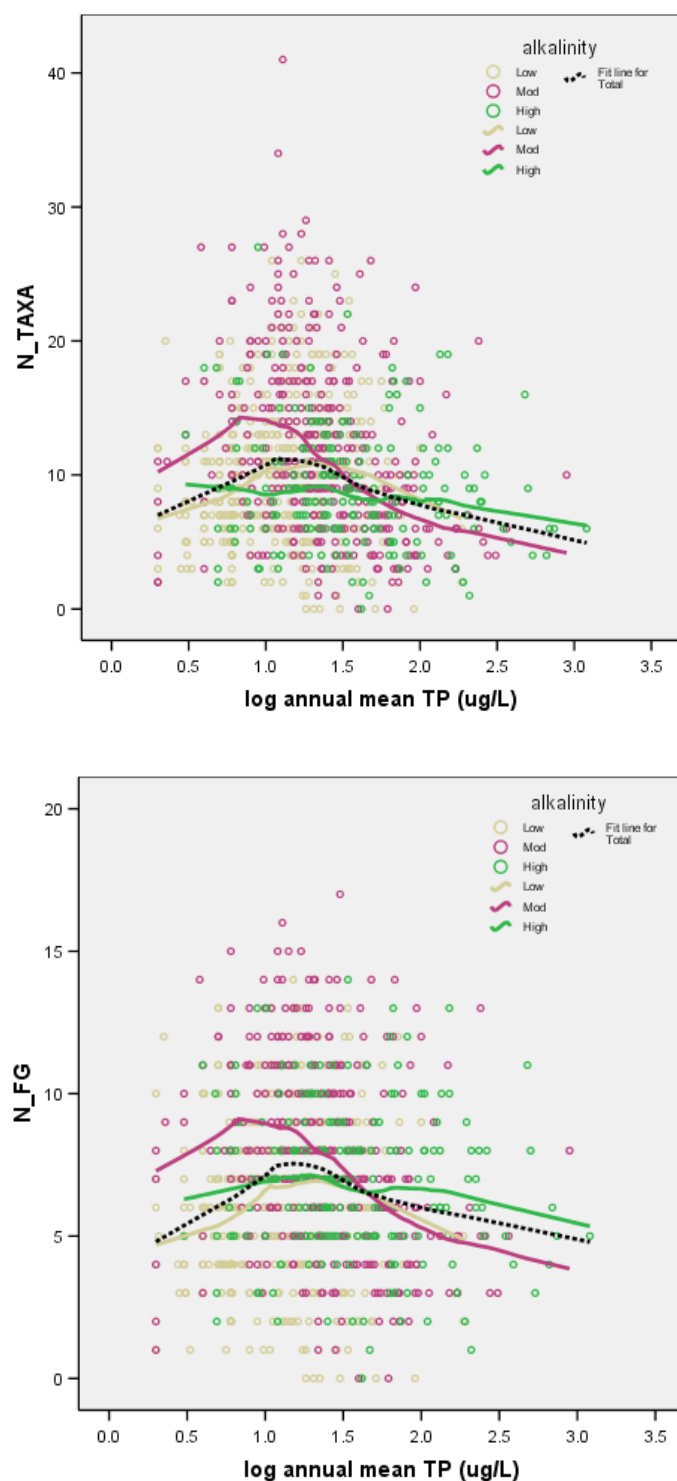 alkalinity
Low
Mod
High
Low
Mod
High
Fit line for
Total
40
30
20
10
0
N_TAXA
0.0 0.5 1.0 1.5 2.0 2.5 3.0 3.5
log annual mean TP (ug/L)
alkalinity
Low
Mod
High
Low
Mod
High
Fit line for
Total
20
15
10
5
0
N_FG
0.0 0.5 1.0 1.5 2.0 2.5 3.0 3.5
log annual mean TP (ug/L)